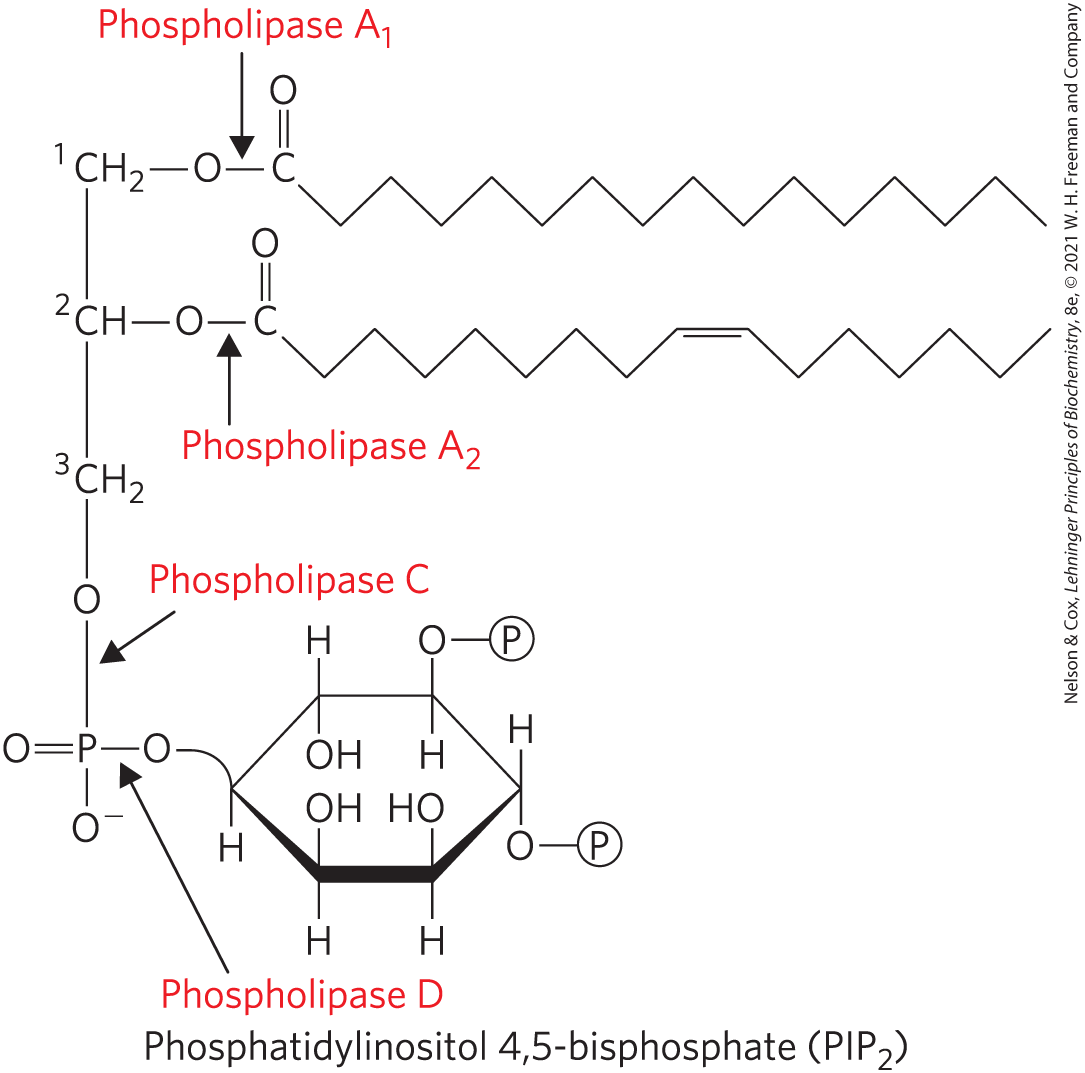 Phospholipase A₁
O
¹CH₂—O—C
O
²CH—O—C
Phospholipase A₂
³CH₂
Phospholipase C
O
H O—P
H
O=P—O OH H
OH HO
O⁻ H O—P
H H
Phospholipase D
Phosphatidylinositol 4,5-bisphosphate (PIP₂)
Nelson & Cox, Lehninger Principles of Biochemistry, 8e, © 2021 W. H. Freeman and Company